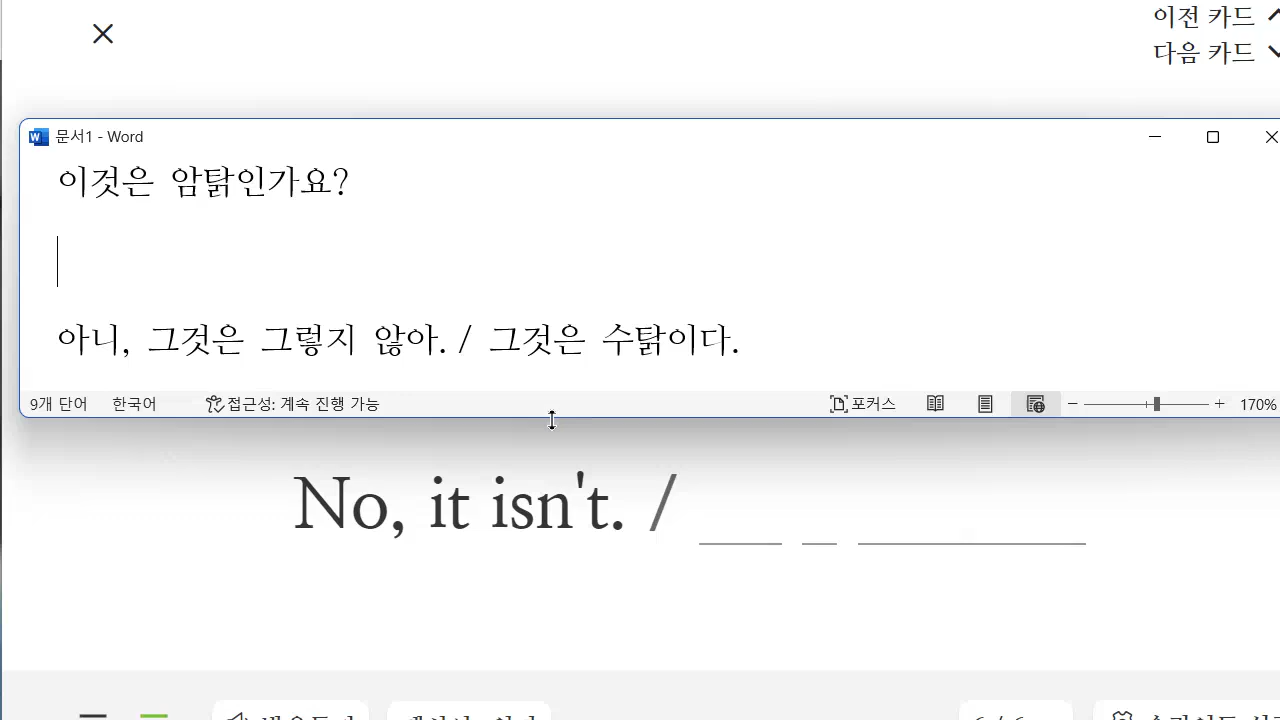 이전 카드
다음 카드
문서1 - Word
이것은 암탉인가요?
아니, 그것은 그렇지 않아. / 그것은 수탉이다.
9개 단어 한국어 접근성: 계속 진행 가능 포커스 170%
No, it isn't. / ___ _ ______